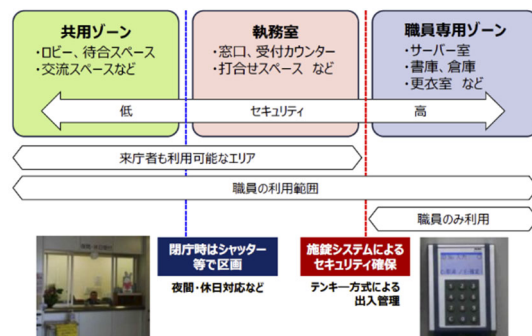 共用ゾーン
・ロビー、待合スペース
・交流スペースなど
執務室
・窓口、受付カウンター
・打合せスペース など
職員専用ゾーン
・サーバー室
・書庫、倉庫
・更衣室 など
低
セキュリティ
高
来庁者も利用可能なエリア
職員の利用範囲
職員のみ利用
閉庁時はシャッター
等で区画
夜間・休日対応など
施錠システムによる
セキュリティ確保
テンキー方式による
出入管理